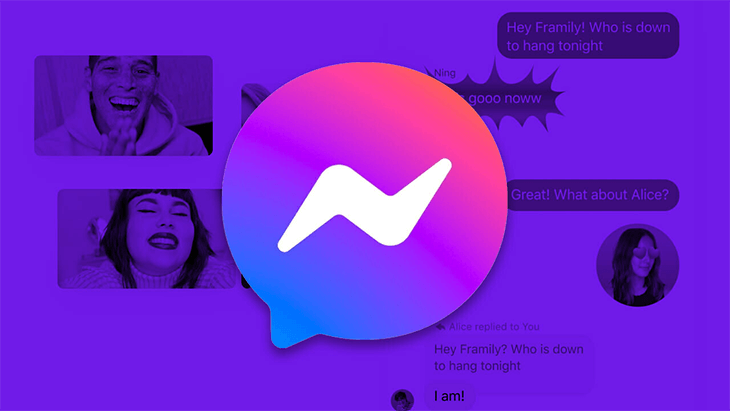 Hey Framily! Who is down
to hang tonight
Ning
gooo noww
Great! What about Alice?
Alice replied to You
Hey Framily? Who is down
to hang tonight
I am!